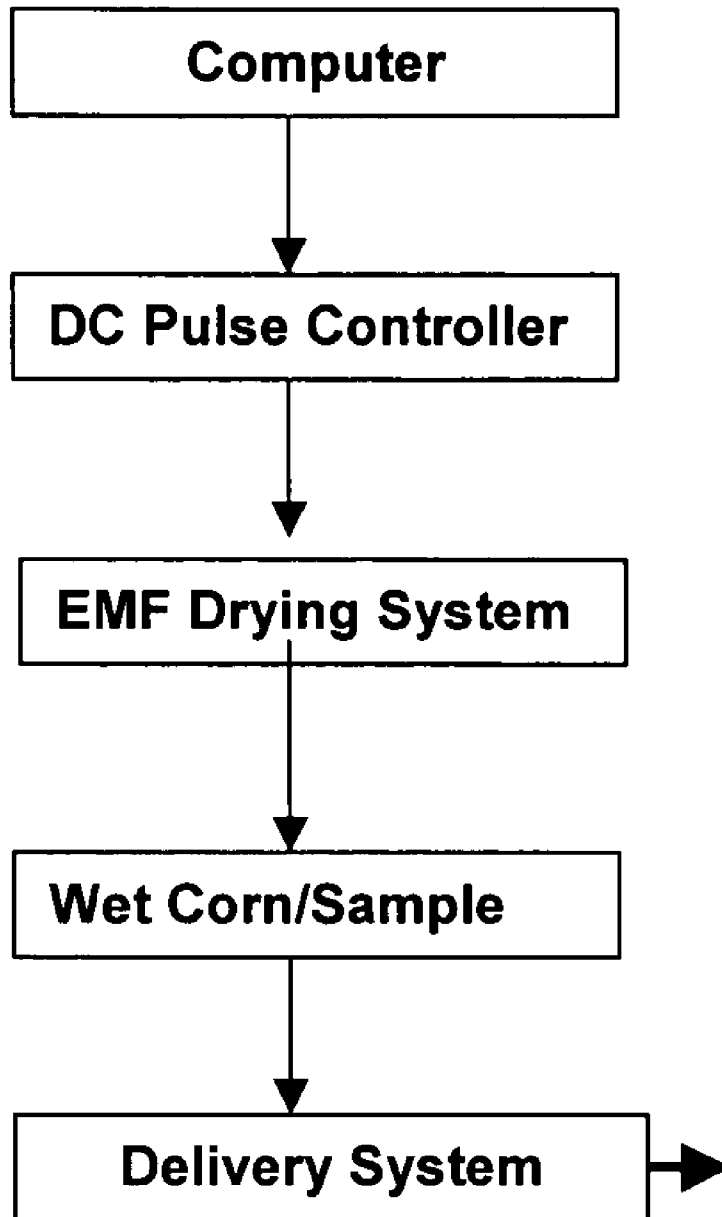 Computer
DC Pulse Controller
EMF Drying System
Wet Corn/Sample
Delivery System